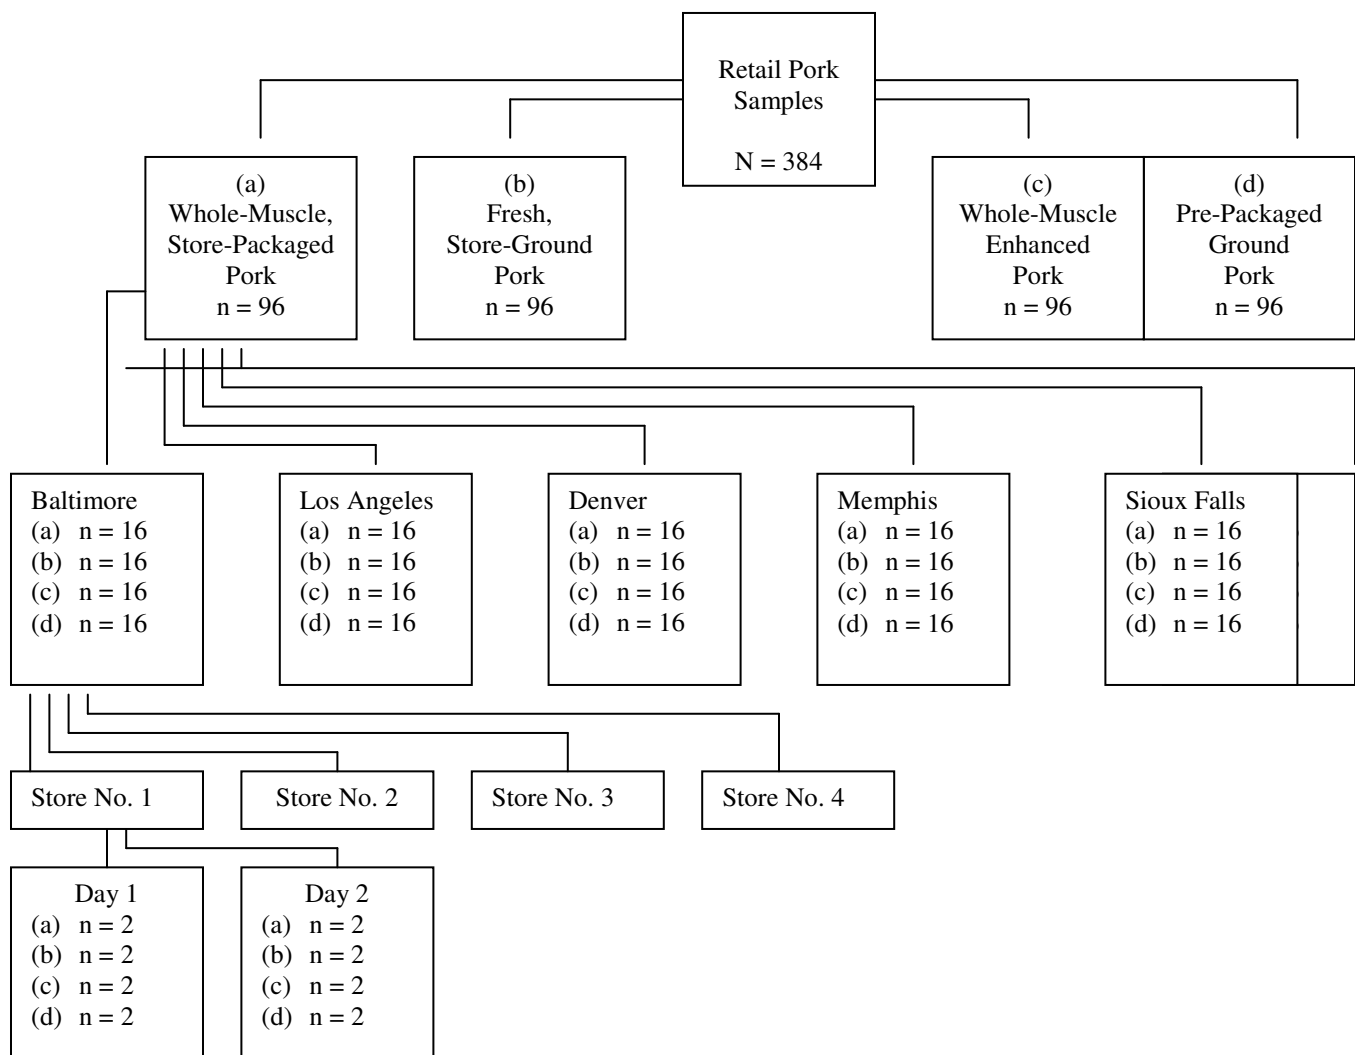 Retail Pork
Samples
N = 384
(a)
Whole-Muscle,
Store-Packaged
Pork
n = 96
(b)
Fresh,
Store-Ground
Pork
n = 96
(c)
Whole-Muscle
Enhanced
Pork
n = 96
(d)
Pre-Packaged
Ground
Pork
n = 96
Baltimore
(a) n = 16
(b) n = 16
(c) n = 16
(d) n = 16
Los Angeles
(a) n = 16
(b) n = 16
(c) n = 16
(d) n = 16
Denver
(a) n = 16
(b) n = 16
(c) n = 16
(d) n = 16
Memphis
(a) n = 16
(b) n = 16
(c) n = 16
(d) n = 16
Sioux Falls
(a) n = 16
(b) n = 16
(c) n = 16
(d) n = 16
Store No. 1
Store No. 2
Store No. 3
Store No. 4
Day 1
(a) n = 2
(b) n = 2
(c) n = 2
(d) n = 2
Day 2
(a) n = 2
(b) n = 2
(c) n = 2
(d) n = 2